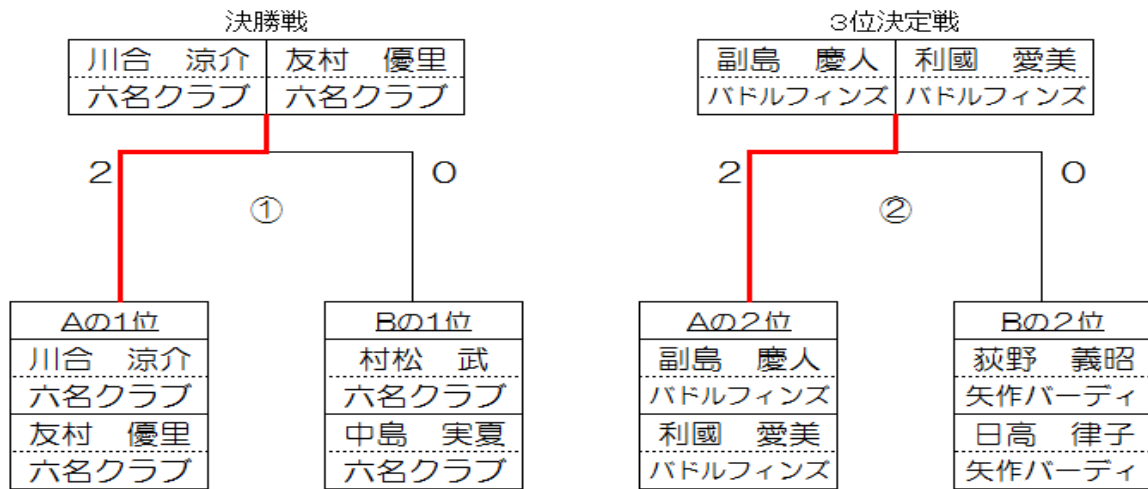 決勝戦
川合　涼介 友村　優里
六名クラブ 六名クラブ
2 0
①
Aの1位 Bの1位
川合　涼介 村松　武
六名クラブ 六名クラブ
友村　優里 中島　実夏
六名クラブ 六名クラブ
3位決定戦
副島　慶人 利國　愛美
バドルフィンズ バドルフィンズ
2 0
②
Aの2位 Bの2位
副島　慶人 荻野　義昭
バドルフィンズ 矢作バーディ
利國　愛美 日高　律子
バドルフィンズ 矢作バーディ